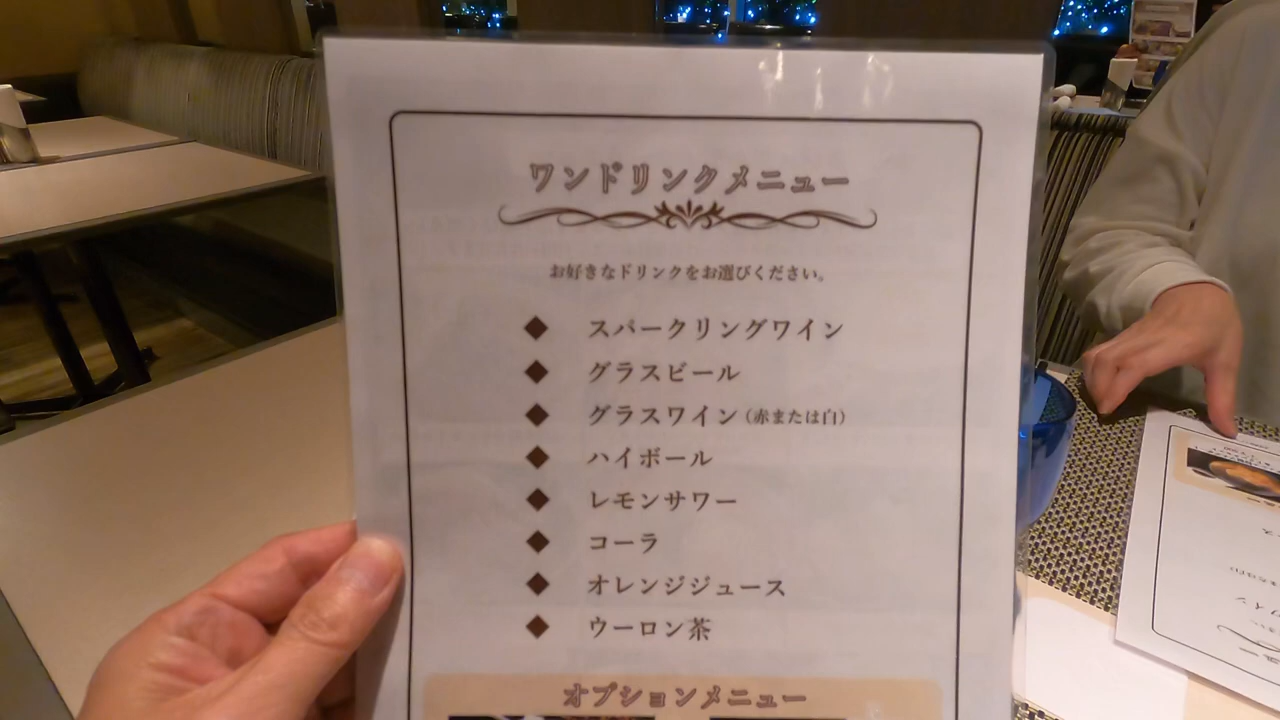 ワンドリンクメニュー
お好きなドリンクをお選びください。
◆ スパークリングワイン
◆ グラスビール
◆ グラスワイン(赤または白)
◆ ハイボール
◆ レモンサワー
◆ コーラ
◆ オレンジジュース
◆ ウーロン茶
オプションメニュー